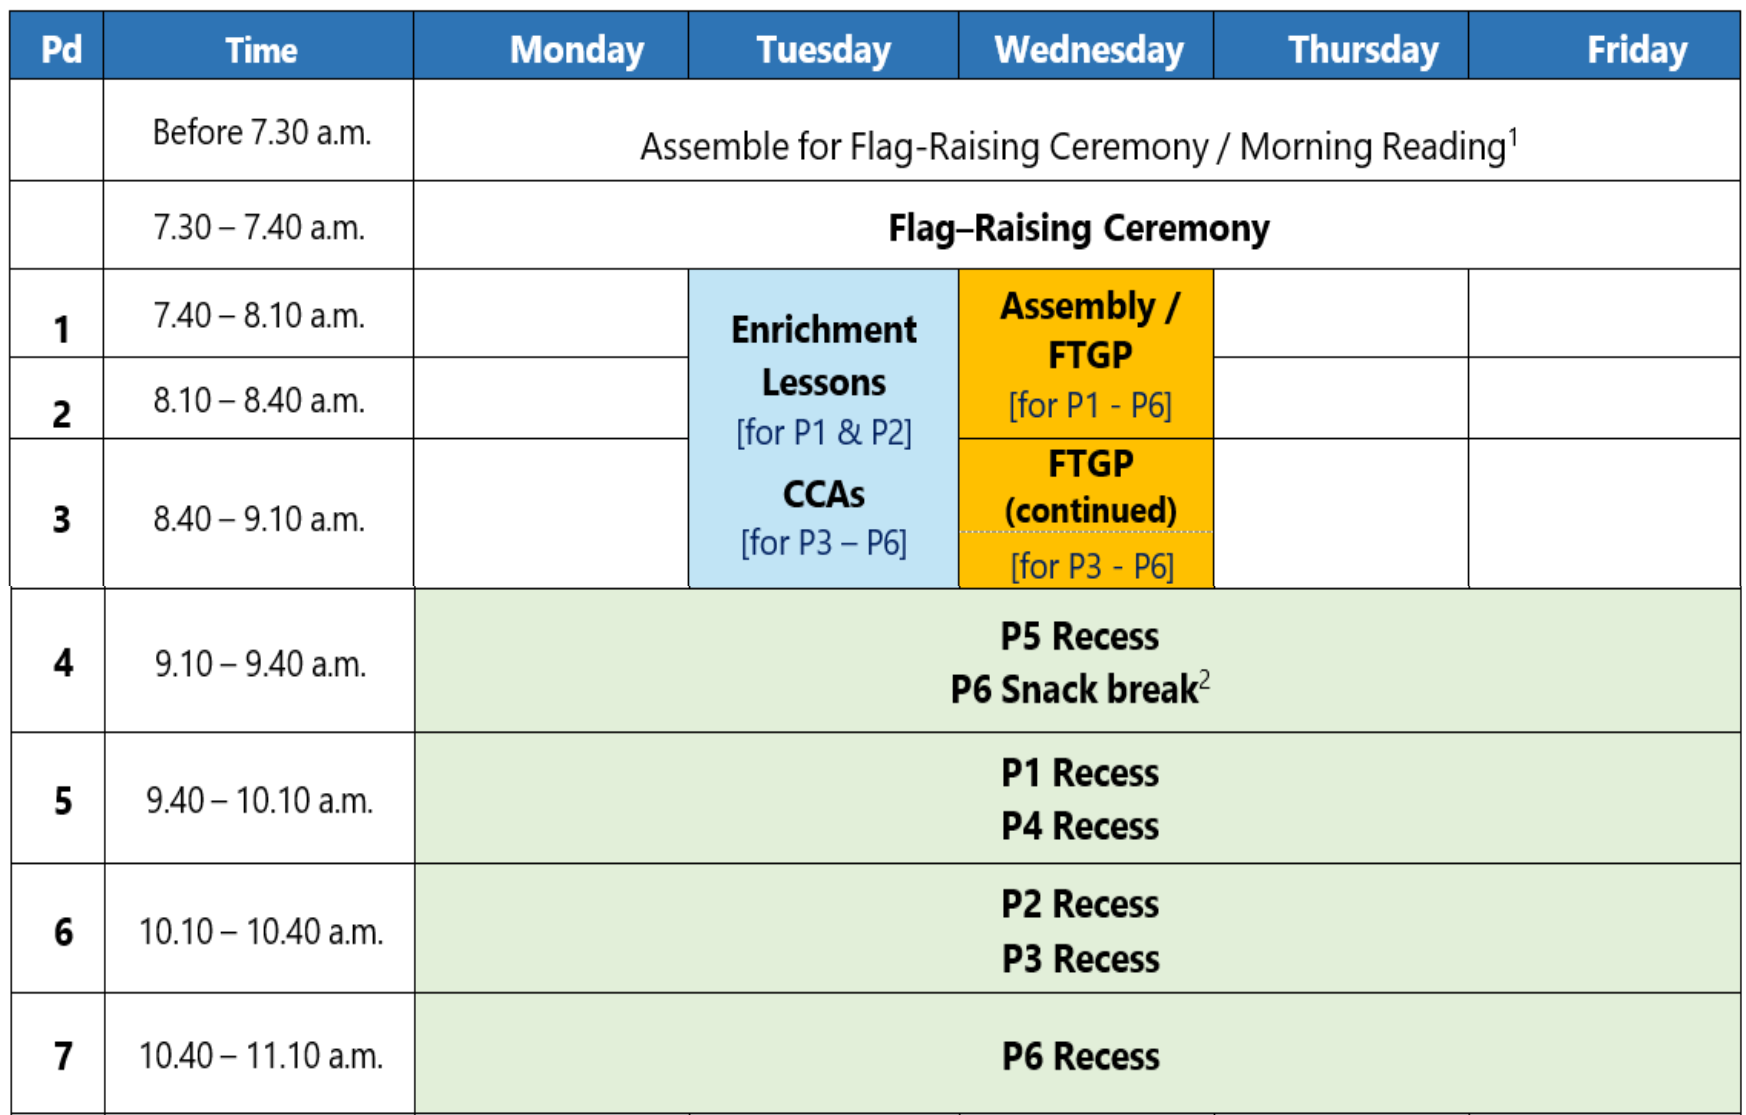 Pd Time Monday Tuesday Wednesday Thursday Friday
Before 7.30 a.m. Assemble for Flag-Raising Ceremony / Morning Reading¹
7.30 – 7.40 a.m. Flag–Raising Ceremony
1 7.40 – 8.10 a.m.
2 8.10 – 8.40 a.m.
3 8.40 – 9.10 a.m.
Enrichment
Lessons
[for P1 & P2]
CCAs
[for P3 – P6]
Assembly /
FTGP
[for P1 - P6]
FTGP
(continued)
[for P3 - P6]
4 9.10 – 9.40 a.m.
P5 Recess
P6 Snack break²
5 9.40 – 10.10 a.m.
P1 Recess
P4 Recess
6 10.10 – 10.40 a.m.
P2 Recess
P3 Recess
7 10.40 – 11.10 a.m.
P6 Recess